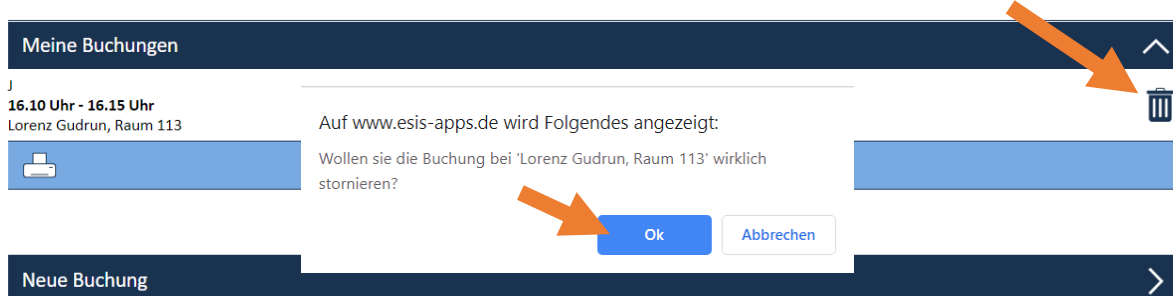 Meine Buchungen
J
16.10 Uhr - 16.15 Uhr
Lorenz Gudrun, Raum 113
Auf www.esis-apps.de wird Folgendes angezeigt:
Wollen sie die Buchung bei 'Lorenz Gudrun, Raum 113' wirklich
stornieren?
Ok
Abbrechen
Neue Buchung